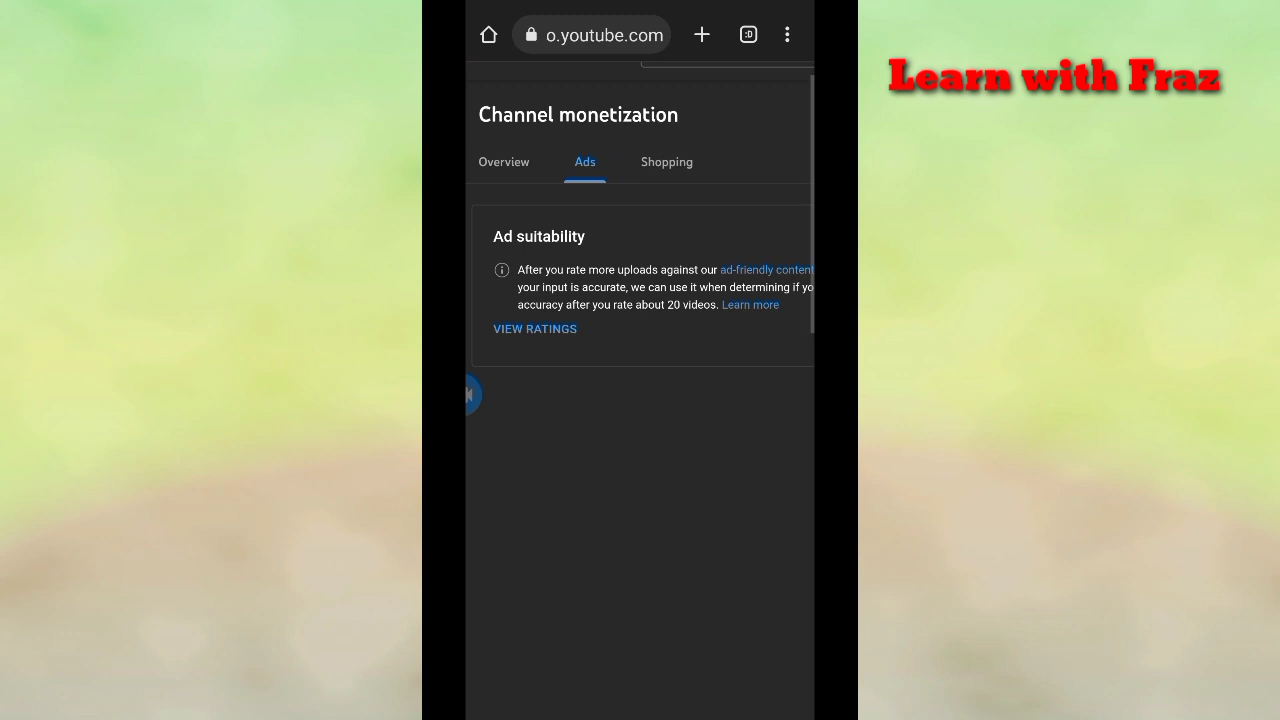 o.youtube.com
:D
Learn with Fraz
Channel monetization
Overview Ads Shopping
Ad suitability
After you rate more uploads against our ad-friendly content
your input is accurate, we can use it when determining if yo
accuracy after you rate about 20 videos. Learn more
VIEW RATINGS